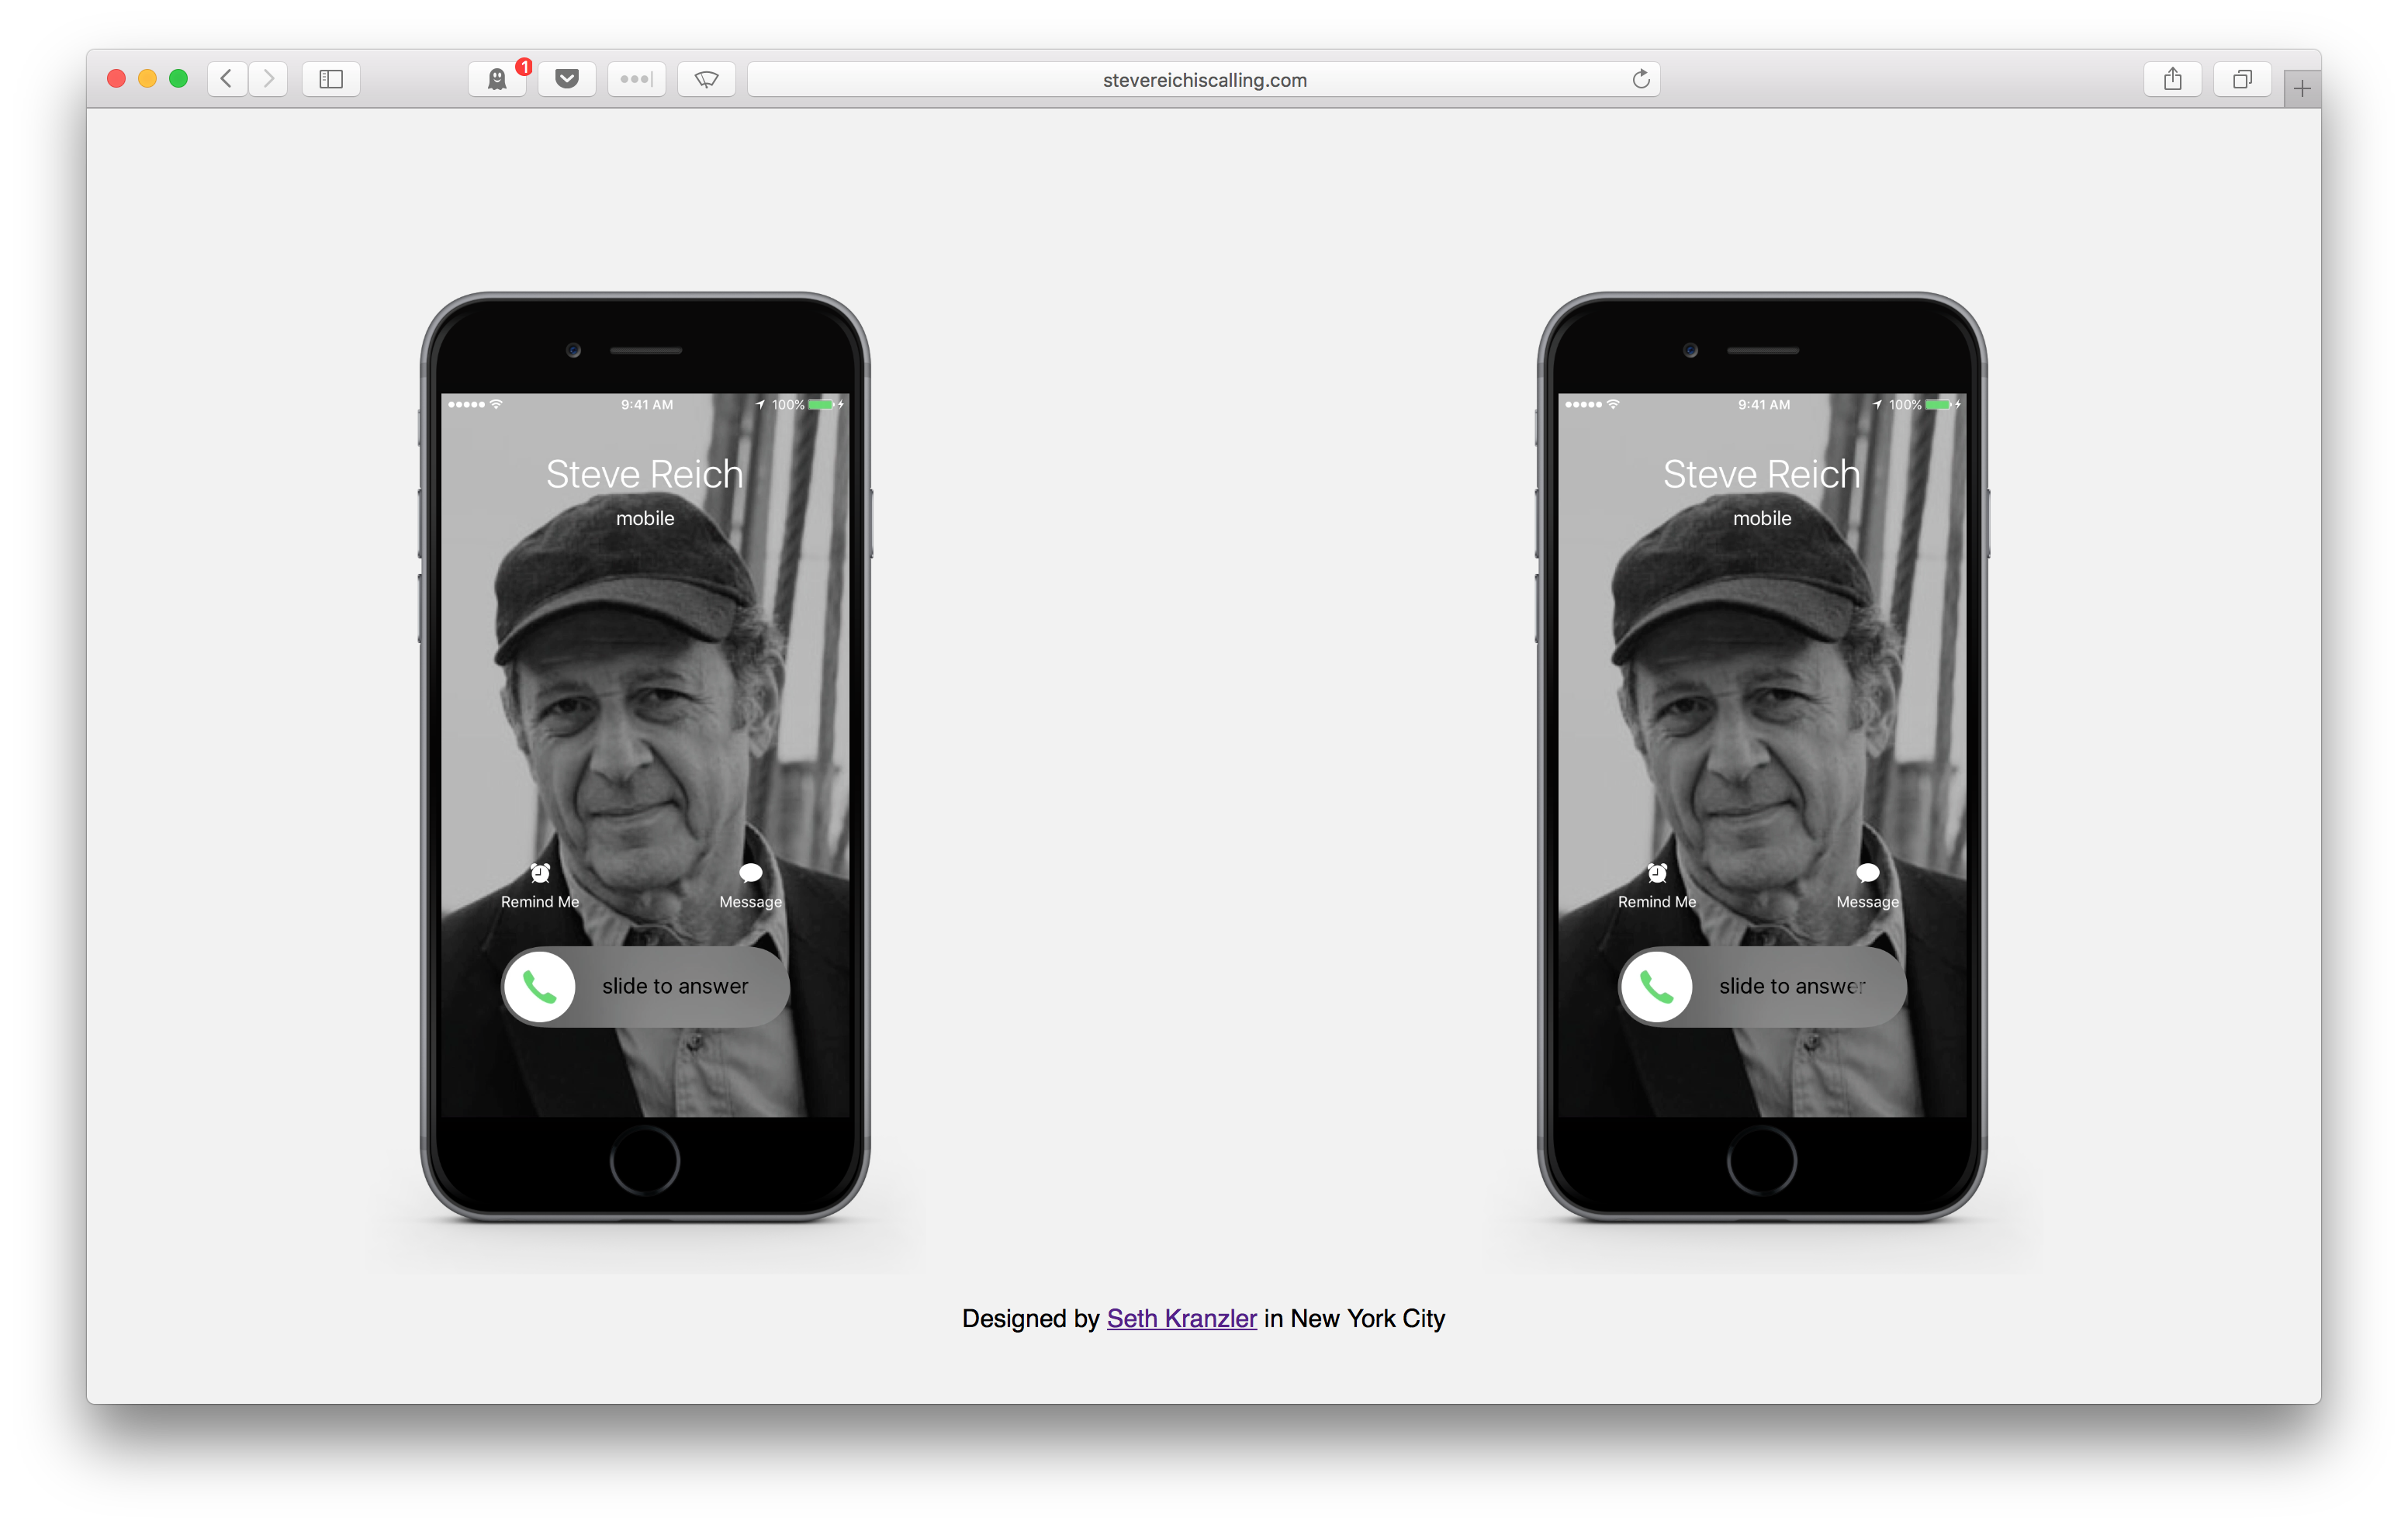 1
stevereichiscalling.com
9:41 AM
100%
Steve Reich
mobile
Remind Me
Message
slide to answer
9:41 AM
100%
Steve Reich
mobile
Remind Me
Message
slide to answer
Designed by Seth Kranzler in New York City